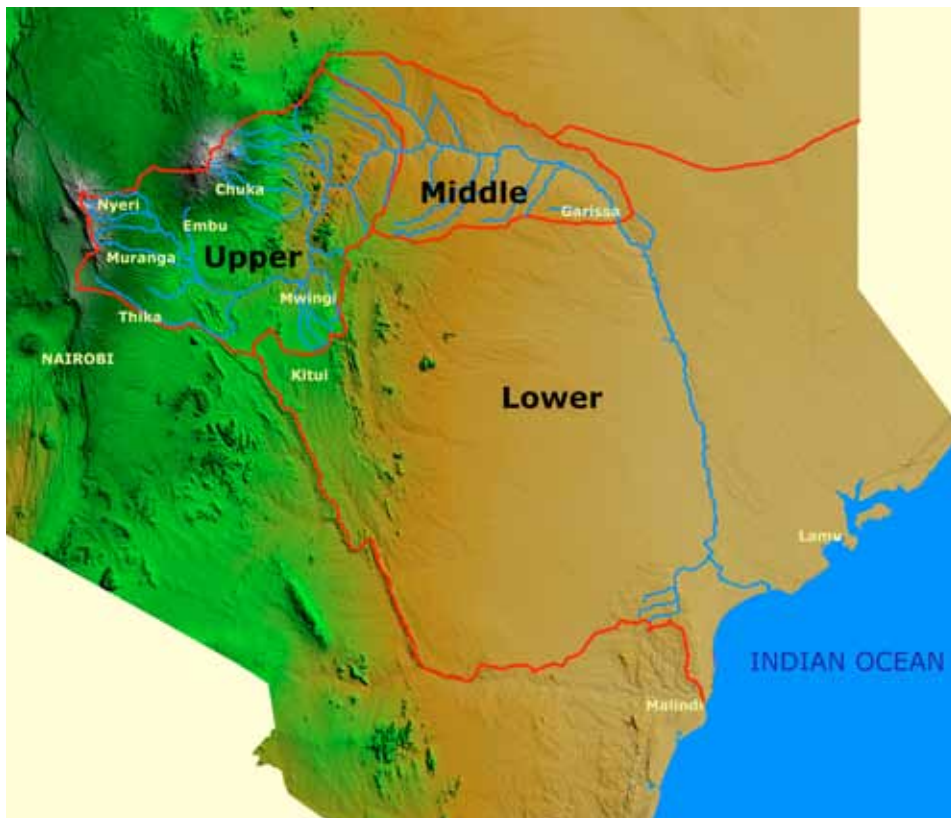 Nyeri
Chuka
Middle
Embu
Garissa
Muranga
Upper
Mwingi
Thika
NAIROBI
Kitui
Lower
Lamu
INDIAN OCEAN
Malindi